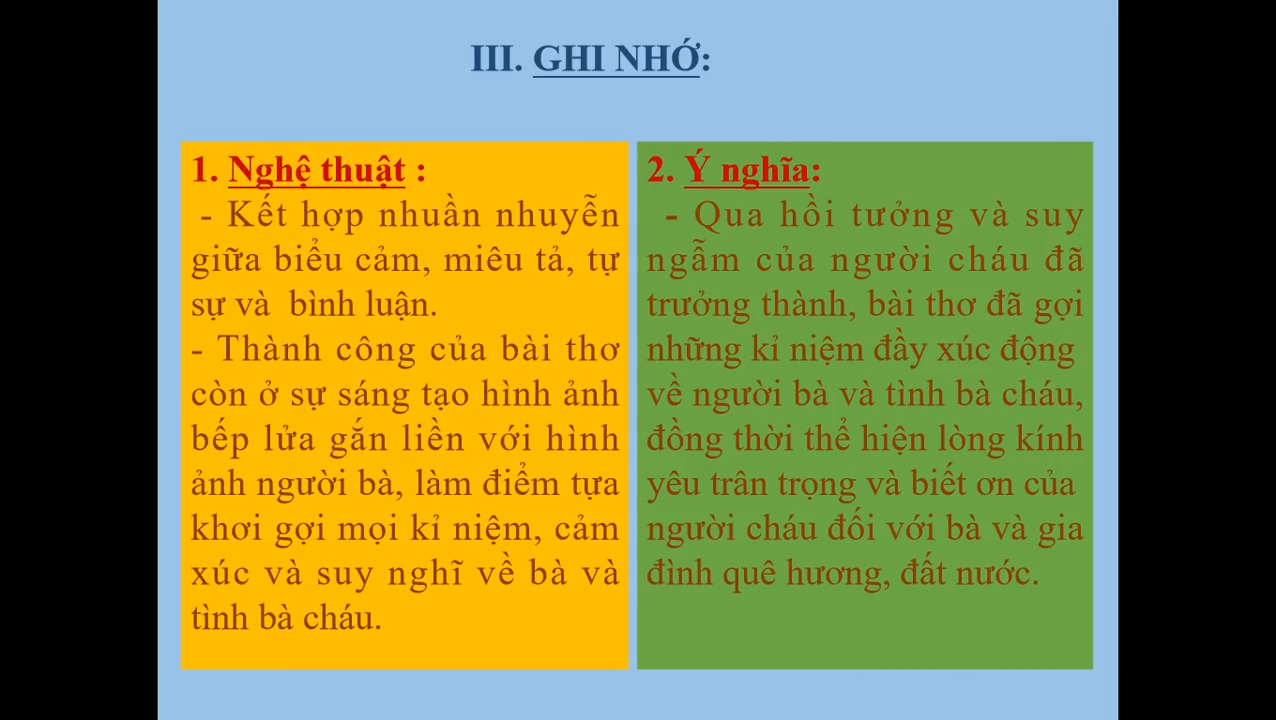 III. GHI NHỚ:
1. Nghệ thuật :
- Kết hợp nhuần nhuyễn
giữa biểu cảm, miêu tả, tự
sự và bình luận.
- Thành công của bài thơ
còn ở sự sáng tạo hình ảnh
bếp lửa gắn liền với hình
ảnh người bà, làm điểm tựa
khơi gợi mọi kỉ niệm, cảm
xúc và suy nghĩ về bà và
tình bà cháu.
2. Ý nghĩa:
- Qua hồi tưởng và suy
ngẫm của người cháu đã
trưởng thành, bài thơ đã gợi
những kỉ niệm đầy xúc động
về người bà và tình bà cháu,
đồng thời thể hiện lòng kính
yêu trân trọng và biết ơn của
người cháu đối với bà và gia
đình quê hương, đất nước.